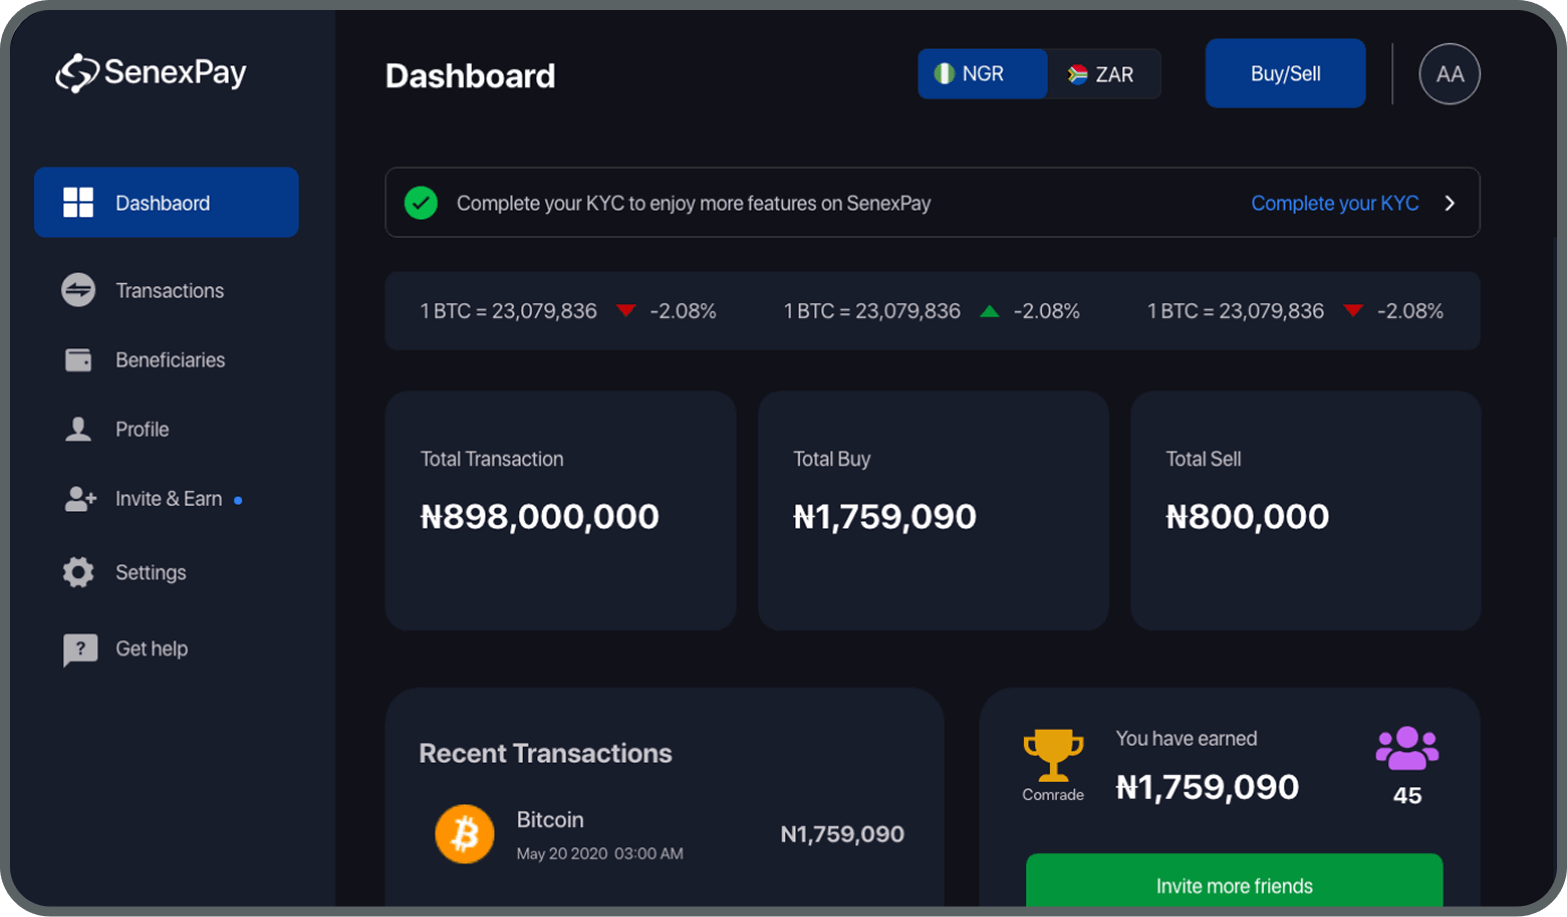 SenexPay
Dashboard
NGR
ZAR
Buy/Sell
AA
Dashbaord
Transactions
Beneficiaries
Profile
Invite & Earn
Settings
?
Get help
Complete your KYC to enjoy more features on SenexPay
Complete your KYC
1 BTC = 23,079,836 -2.08%
1 BTC = 23,079,836 -2.08%
1 BTC = 23,079,836 -2.08%
Total Transaction
₦898,000,000
Total Buy
₦1,759,090
Total Sell
₦800,000
Recent Transactions
Bitcoin
May 20 2020 03:00 AM
N1,759,090
Comrade
You have earned
₦1,759,090
45
Invite more friends